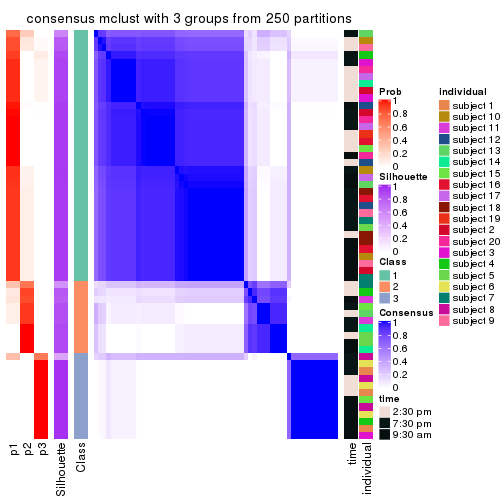 consensus mclust with 3 groups from 250 partitions
Prob
1
0.8
0.6
0.4
0.2
0
Silhouette
1
0.8
0.6
0.4
0.2
0
Class
1
2
3
Consensus
1
0.8
0.6
0.4
0.2
0
time
2:30 pm
7:30 pm
9:30 am
individual
subject 1
subject 10
subject 11
subject 12
subject 13
subject 14
subject 15
subject 16
subject 17
subject 18
subject 19
subject 2
subject 20
subject 3
subject 4
subject 5
subject 6
subject 7
subject 8
subject 9
p1
p2
p3
Silhouette
Class
time
individual